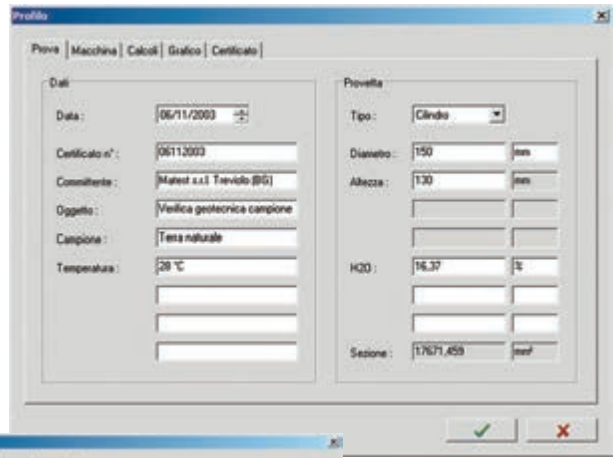 Profilo
Prova Macchina Calcoli Grafico Certificato
Dati
Data : 06/11/2003
Certificato n° : 06112003
Committente : Matest s.r.l. Treviolo (BG)
Oggetto : Verifica geotecnica campione
Campione : Terra naturale
Temperatura : 28 °C
Provetta
Tipo : Cilindro
Diametro : 150 mm
Altezza : 130 mm
H2O : 16,37 %
Sezione : 17671,459 mm²